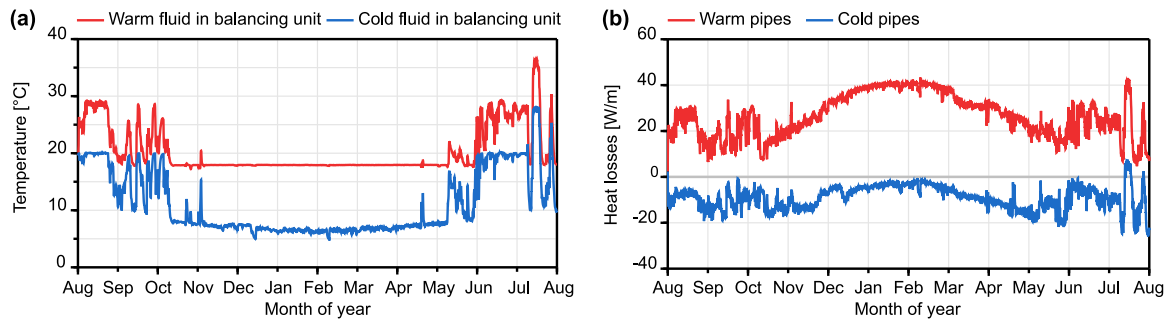 (a)
Warm fluid in balancing unit
Cold fluid in balancing unit
40
30
20
10
0
Temperature [°C]
Aug Sep Oct Nov Dec Jan Feb Mar Apr May Jun Jul Aug
Month of year
(b)
Warm pipes
Cold pipes
60
40
20
0
-20
-40
Heat losses [W/m]
Aug Sep Oct Nov Dec Jan Feb Mar Apr May Jun Jul Aug
Month of year